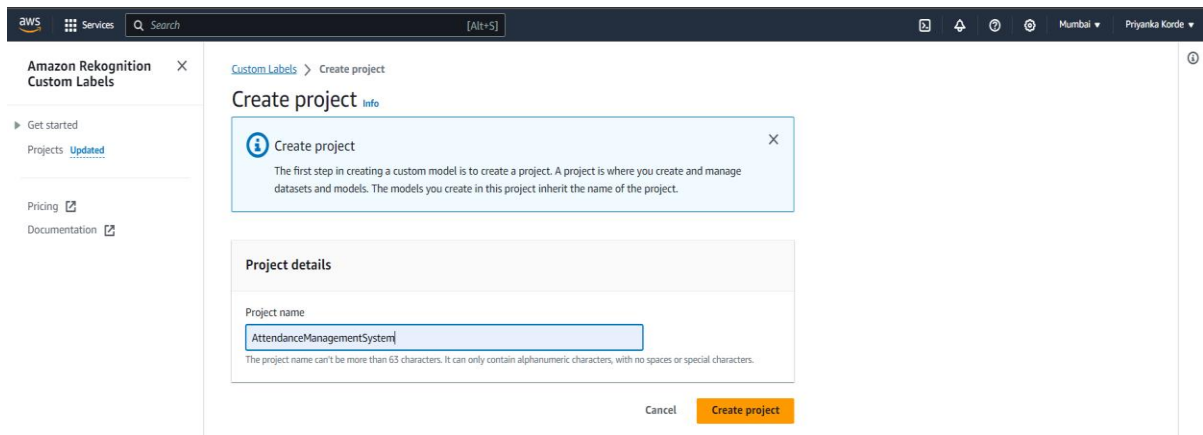 aws Services Search [Alt+S] Mumbai Priyanka Korde
Amazon Rekognition
Custom Labels
Get started
Projects Updated
Pricing
Documentation
Custom Labels > Create project
Create project Info
Create project
The first step in creating a custom model is to create a project. A project is where you create and manage
datasets and models. The models you create in this project inherit the name of the project.
Project details
Project name
AttendanceManagementSystem
The project name can't be more than 63 characters. It can only contain alphanumeric characters, with no spaces or special characters.
Cancel Create project